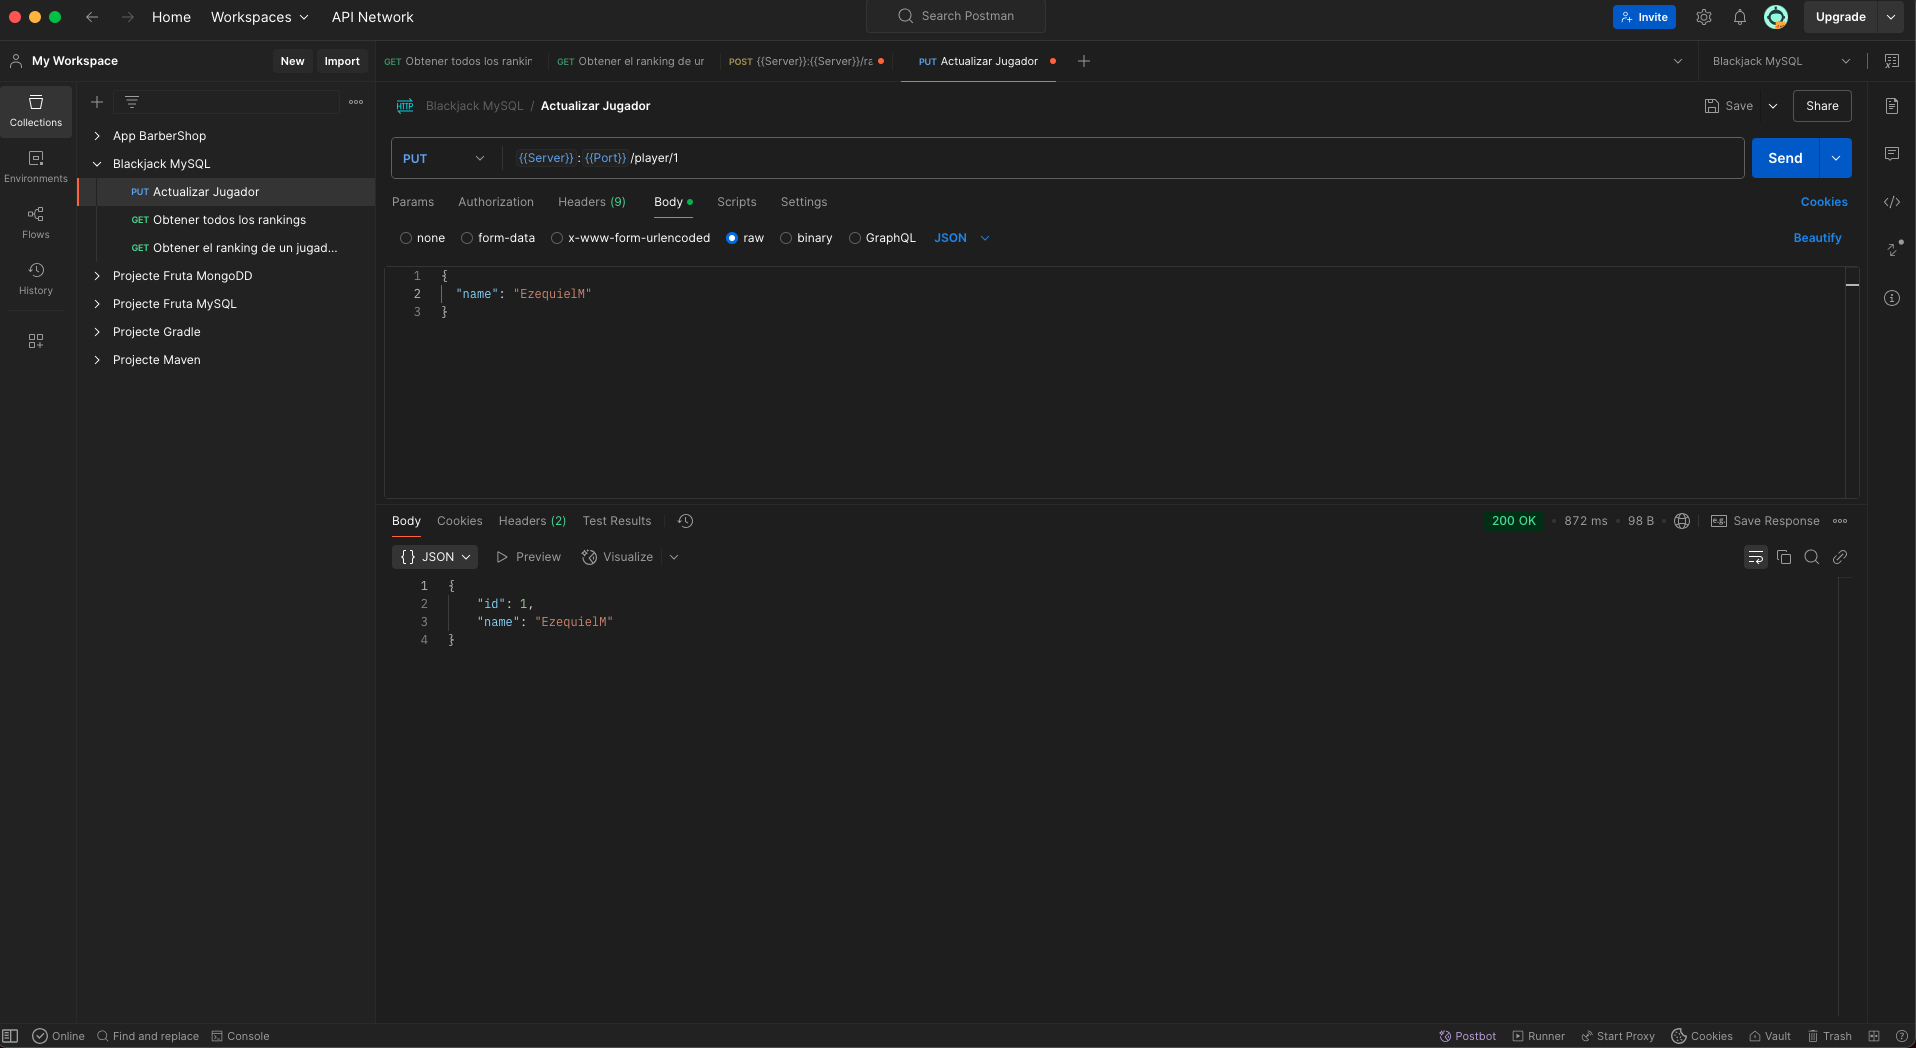 Home Workspaces API Network Search Postman Invite Upgrade
My Workspace New Import GET Obtener todos los rankin GET Obtener el ranking de ur POST {{Server}}:{{Server}}/ra PUT Actualizar Jugador Blackjack MySQL
Collections
Environments
Flows
History
App BarberShop
Blackjack MySQL
PUT Actualizar Jugador
GET Obtener todos los rankings
GET Obtener el ranking de un jugad...
Projecte Fruta MongoDD
Projecte Fruta MySQL
Projecte Gradle
Projecte Maven
HTTP Blackjack MySQL / Actualizar Jugador Save Share
PUT {{Server}}:{{Port}}/player/1 Send
Params Authorization Headers (9) Body Scripts Settings Cookies
none form-data x-www-form-urlencoded raw binary GraphQL JSON Beautify
1 {
2 "name": "EzequielM"
3 }
Body Cookies Headers (2) Test Results 200 OK 872 ms 98 B e.g. Save Response
{} JSON Preview Visualize
1 {
2 "id": 1,
3 "name": "EzequielM"
4 }
Online Find and replace Console Postbot Runner Start Proxy Cookies Vault Trash